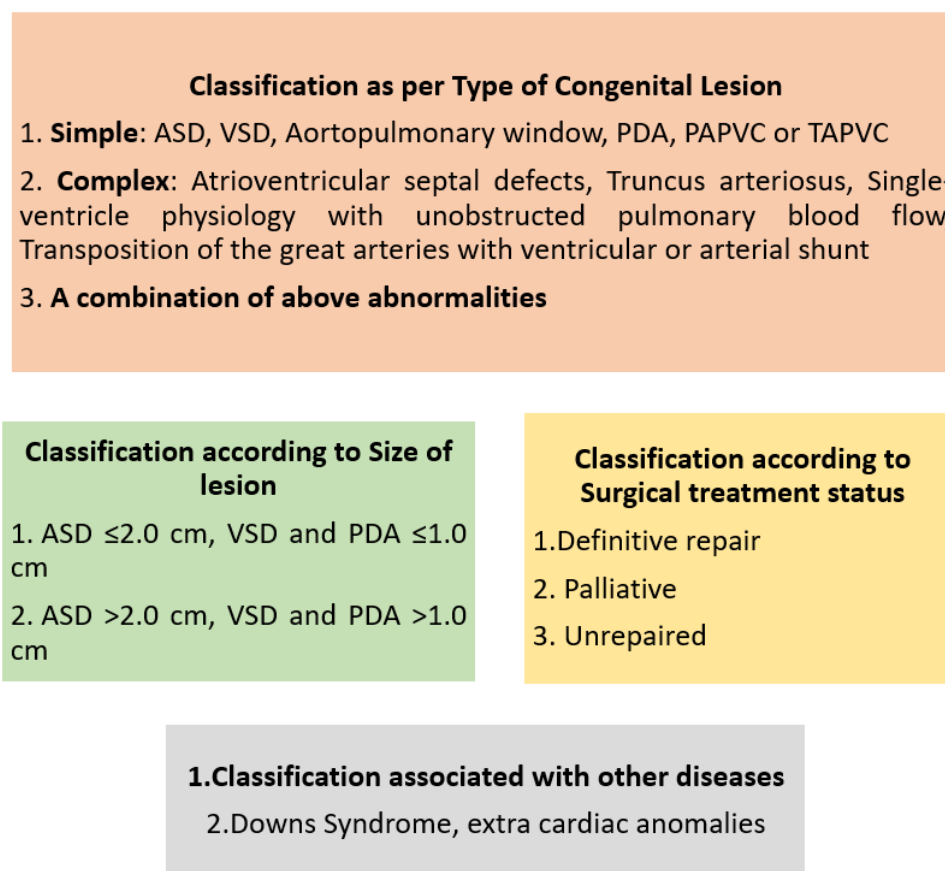 Classification as per Type of Congenital Lesion
1. Simple: ASD, VSD, Aortopulmonary window, PDA, PAPVC or TAPVC
2. Complex: Atrioventricular septal defects, Truncus arteriosus, Single-
ventricle physiology with unobstructed pulmonary blood flow
Transposition of the great arteries with ventricular or arterial shunt
3. A combination of above abnormalities
Classification according to Size of
lesion
1. ASD ≤2.0 cm, VSD and PDA ≤1.0
cm
2. ASD >2.0 cm, VSD and PDA >1.0
cm
Classification according to
Surgical treatment status
1.Definitive repair
2. Palliative
3. Unrepaired
1.Classification associated with other diseases
2.Downs Syndrome, extra cardiac anomalies